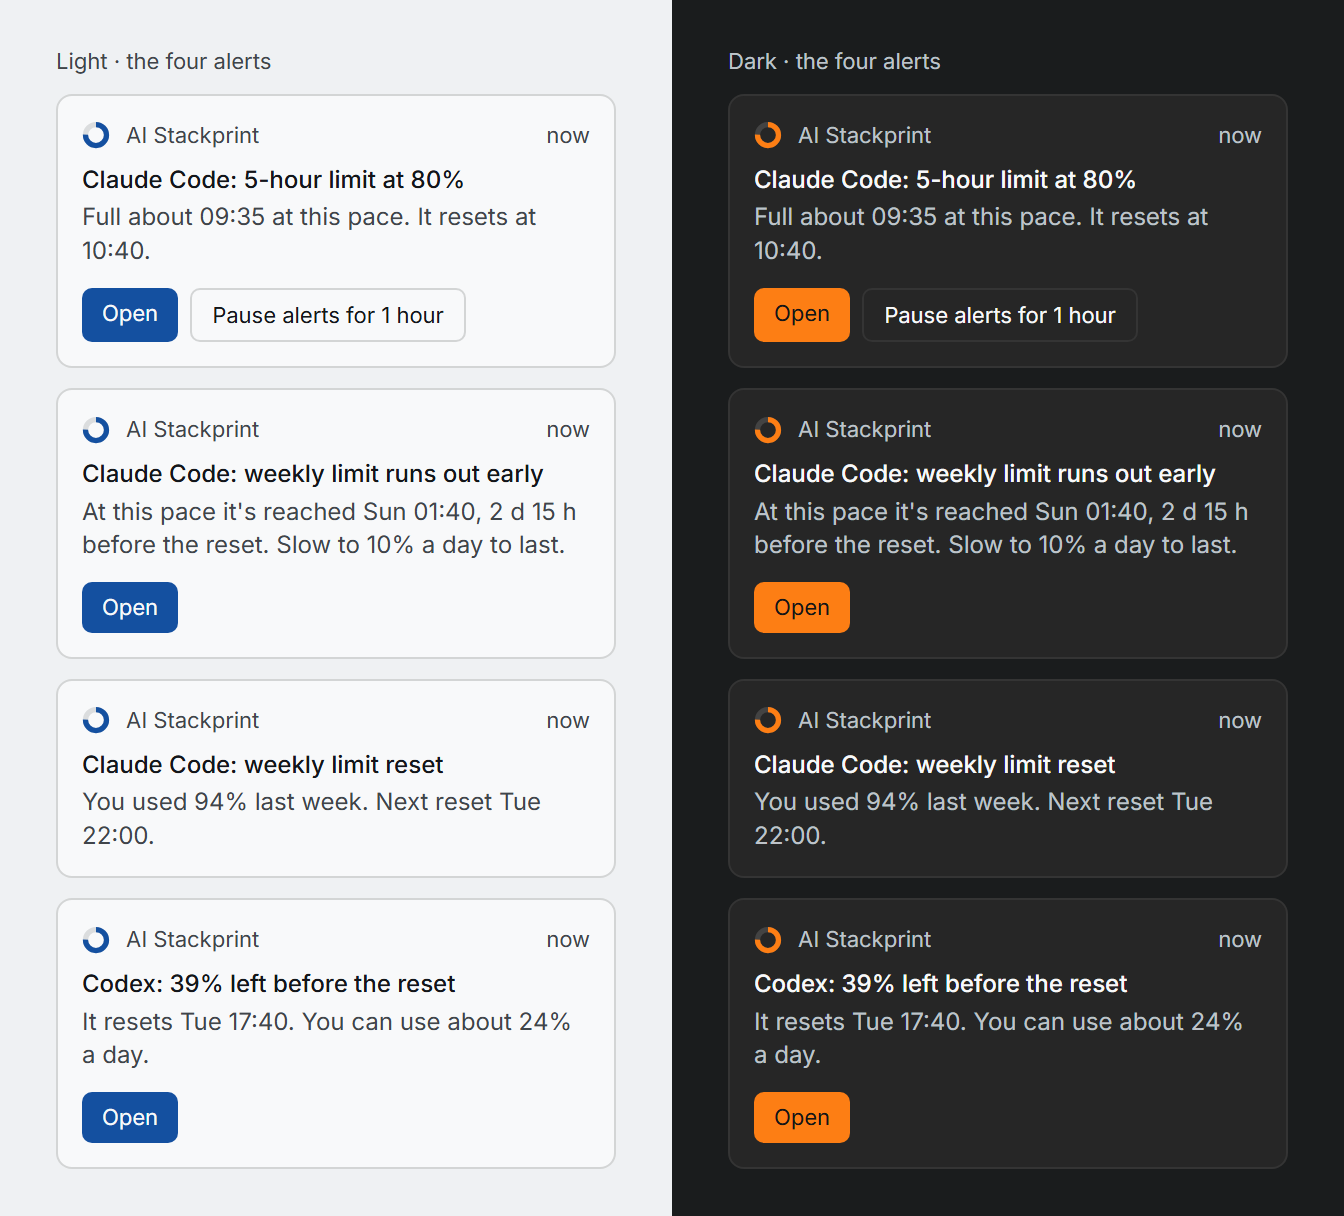 Light · the four alerts
AI Stackprint
now
Claude Code: 5-hour limit at 80%
Full about 09:35 at this pace. It resets at
10:40.
Open
Pause alerts for 1 hour
AI Stackprint
now
Claude Code: weekly limit runs out early
At this pace it's reached Sun 01:40, 2 d 15 h
before the reset. Slow to 10% a day to last.
Open
AI Stackprint
now
Claude Code: weekly limit reset
You used 94% last week. Next reset Tue
22:00.
AI Stackprint
now
Codex: 39% left before the reset
It resets Tue 17:40. You can use about 24%
a day.
Open
Dark · the four alerts
AI Stackprint
now
Claude Code: 5-hour limit at 80%
Full about 09:35 at this pace. It resets at
10:40.
Open
Pause alerts for 1 hour
AI Stackprint
now
Claude Code: weekly limit runs out early
At this pace it's reached Sun 01:40, 2 d 15 h
before the reset. Slow to 10% a day to last.
Open
AI Stackprint
now
Claude Code: weekly limit reset
You used 94% last week. Next reset Tue
22:00.
AI Stackprint
now
Codex: 39% left before the reset
It resets Tue 17:40. You can use about 24%
a day.
Open